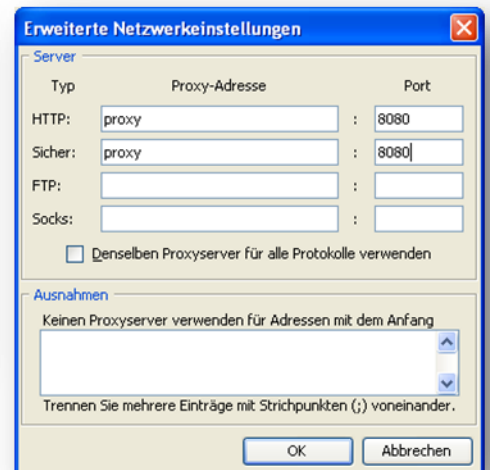 Erweiterte Netzwerkeinstellungen
Server
Typ Proxy-Adresse Port
HTTP: proxy : 8080
Sicher: proxy : 8080
FTP: :
Socks: :
Denselben Proxyserver für alle Protokolle verwenden
Ausnahmen
Keinen Proxyserver verwenden für Adressen mit dem Anfang
Trennen Sie mehrere Einträge mit Strichpunkten (;) voneinander.
OK Abbrechen